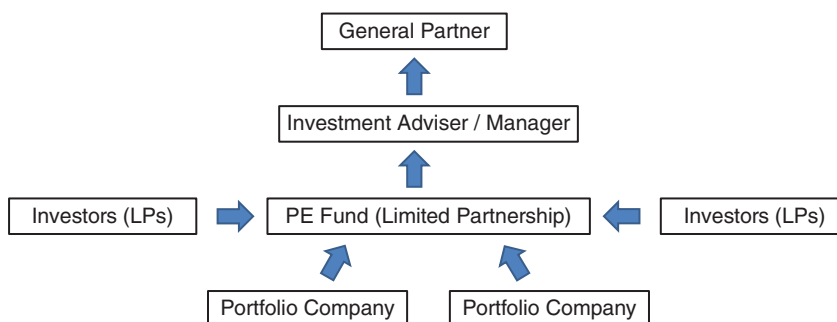 General Partner
Investment Adviser / Manager
Investors (LPs)
PE Fund (Limited Partnership)
Investors (LPs)
Portfolio Company
Portfolio Company